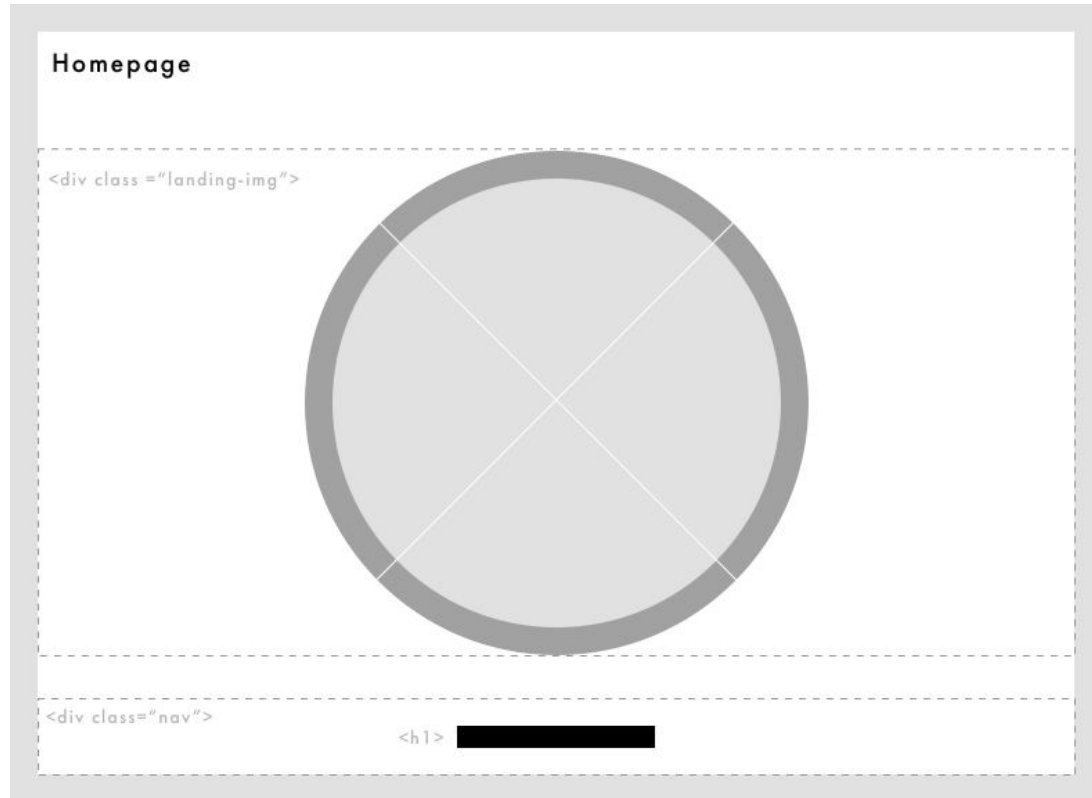 Homepage
<div class =“landing-img”>
<div class=“nav”>
<h1>